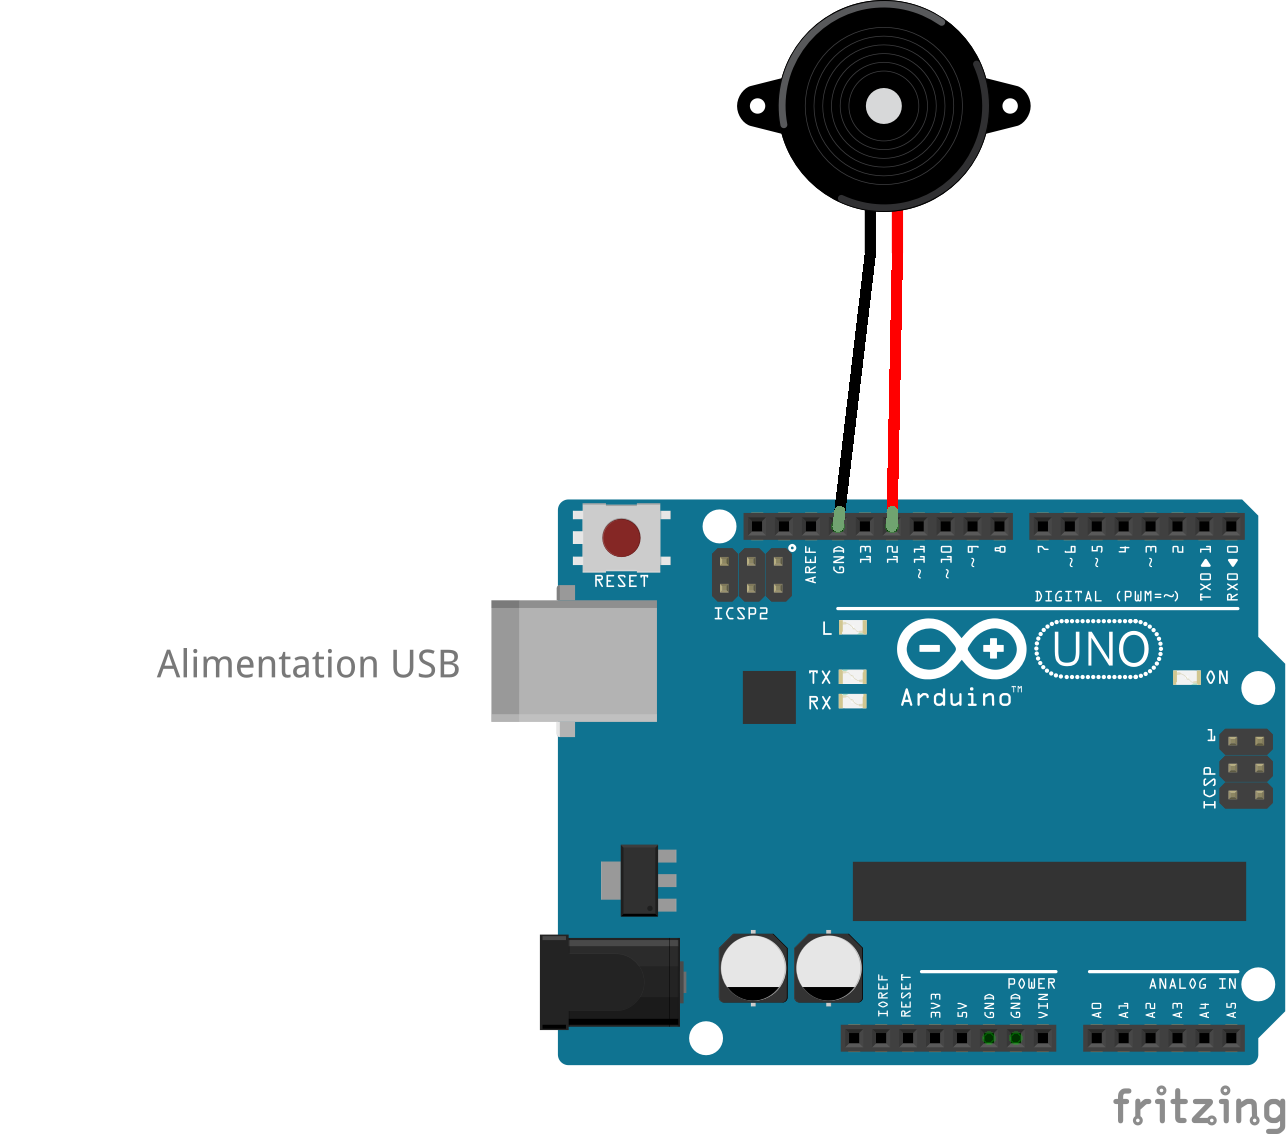 RESET
ICSP2
AREF
GND
13
12
~11
~10
~9
8
7
~6
~5
4
~3
2
TX0▶1
RX0◀0
DIGITAL (PWM=~)
L
TX
RX
Arduino™
UNO
ON
Alimentation USB
1
ICSP
IOREF
RESET
3V3
5V
GND
GND
VIN
POWER
ANALOG IN
A0
A1
A2
A3
A4
A5
fritzing